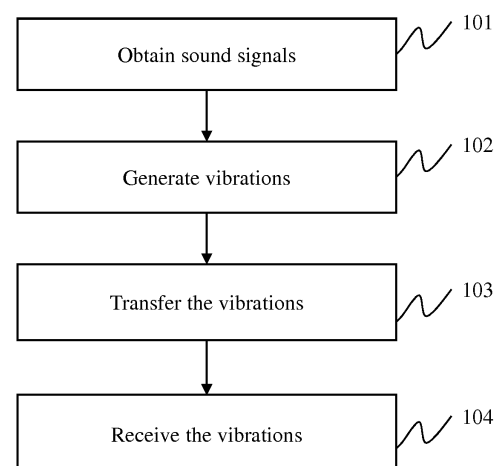 Obtain sound signals
101
Generate vibrations
102
Transfer the vibrations
103
Receive the vibrations
104